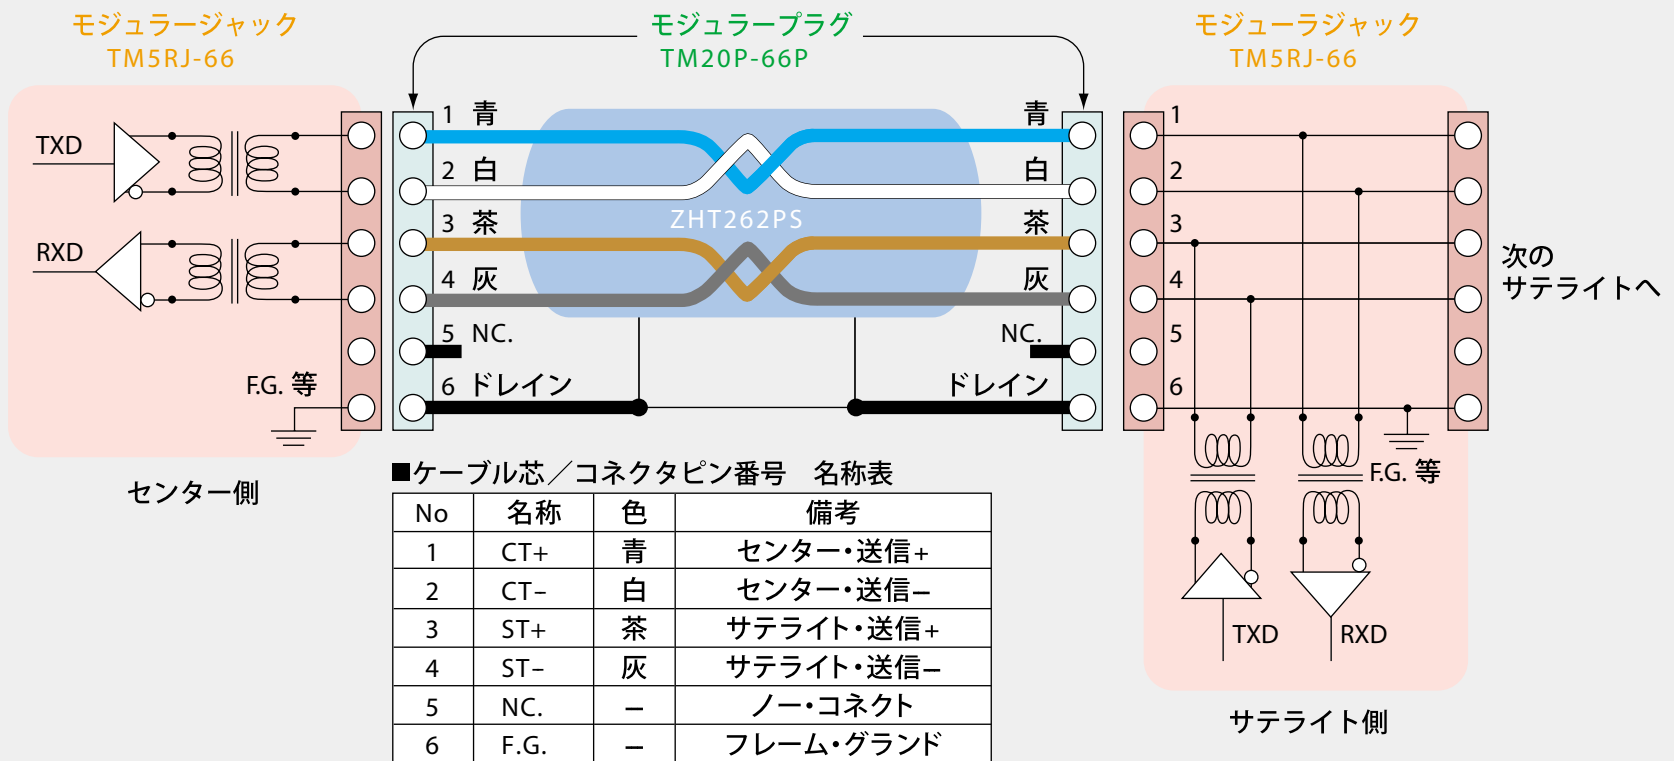 モジュラージャック
TM5RJ-66
モジュラープラグ
TM20P-66P
モジューラジャック
TM5RJ-66
TXD
RXD
F.G. 等
センター側
1 青
2 白
3 茶
4 灰
5 NC.
6 ドレイン
ZHT262PS
青
白
茶
灰
NC.
ドレイン
1
2
3
4
5
6
次の
サテライトへ
F.G. 等
TXD
RXD
サテライト側
■ケーブル芯／コネクタピン番号　名称表
No 名称 色 備考
1 CT+ 青 センター・送信+
2 CT− 白 センター・送信−
3 ST+ 茶 サテライト・送信+
4 ST− 灰 サテライト・送信−
5 NC. − ノー・コネクト
6 F.G. − フレーム・グランド